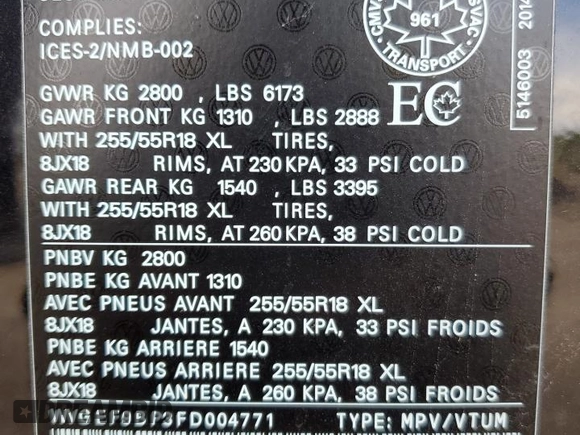 COMPLIES:
ICES-2/NMB-002
961
TRANSPORT
5146003 2014
GVWR KG 2800 , LBS 6173
GAWR FRONT KG 1310 , LBS 2888
EC
WITH 255/55R18 XL TIRES,
8JX18 RIMS, AT 230 KPA, 33 PSI COLD
GAWR REAR KG 1540 , LBS 3395
WITH 255/55R18 XL TIRES,
8JX18 RIMS, AT 260 KPA, 38 PSI COLD
PNBV KG 2800
PNBE KG AVANT 1310
AVEC PNEUS AVANT 255/55R18 XL
8JX18 JANTES, A 230 KPA, 33 PSI FROIDS
PNBE KG ARRIERE 1540
AVEC PNEUS ARRIERE 255/55R18 XL
8JX18 JANTES, A 260 KPA, 38 PSI FROIDS
TYPE: MPV/VTUM